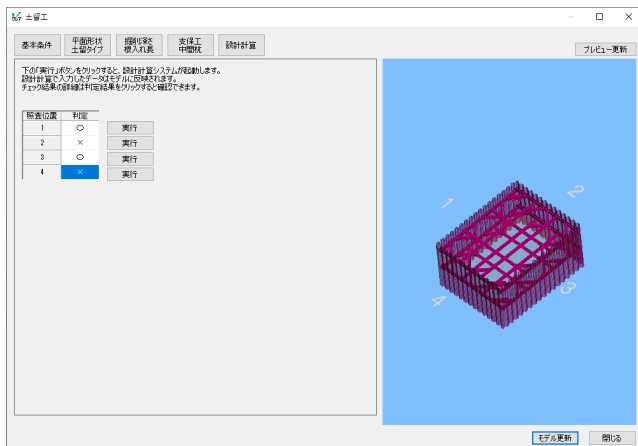 土留工
基本条件
平面形状
土留タイプ
掘削深さ
根入れ長
支保工
中間杭
設計計算
プレビュー更新
下の「実行」ボタンをクリックすると、設計計算システムが起動します。
設計計算で入力したデータはモデルに反映されます。
チェック結果の詳細は判定結果をクリックすると確認できます。
照査位置 判定
1 ○ 実行
2 × 実行
3 ○ 実行
4 × 実行
1
2
3
4
モデル更新 閉じる